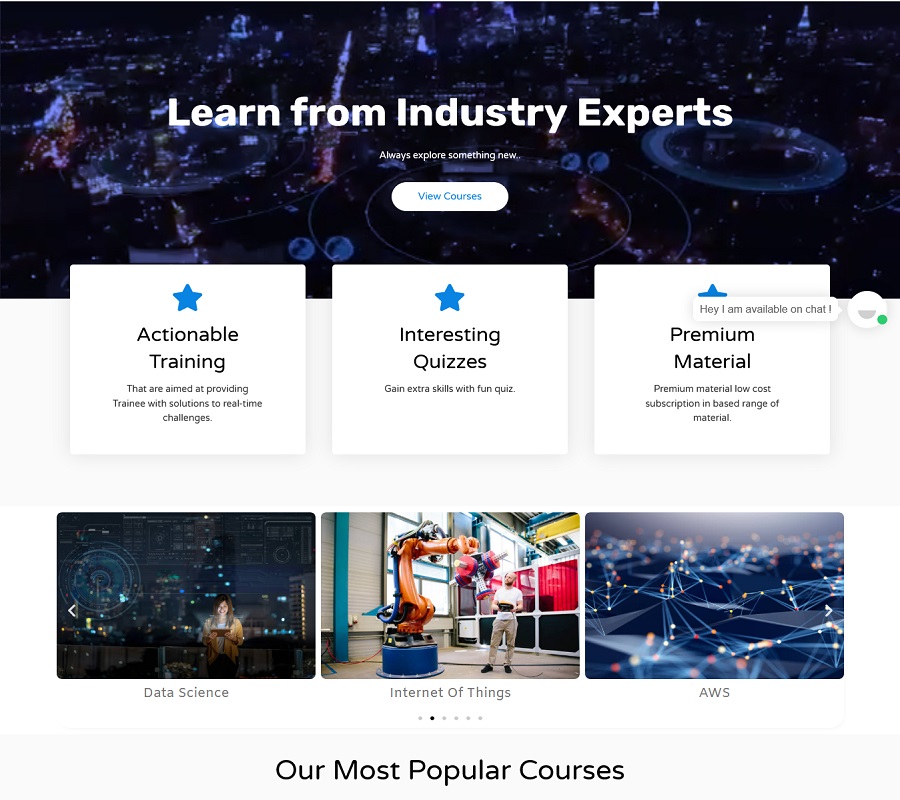 Learn from Industry Experts
Always explore something new..
View Courses
Actionable
Training
That are aimed at providing
Trainee with solutions to real-time
challenges.
Interesting
Quizzes
Gain extra skills with fun quiz.
Hey I am available on chat !
Premium
Material
Premium material low cost
subscription in based range of
material.
Data Science
Internet Of Things
AWS
Our Most Popular Courses